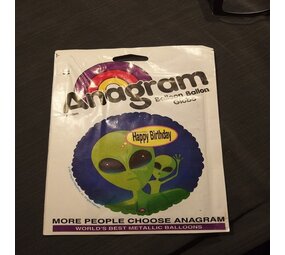 Anagram
Balloon Ballon
Globo
Happy Birthday
MORE PEOPLE CHOOSE ANAGRAM
WORLD'S BEST METALLIC BALLOONS